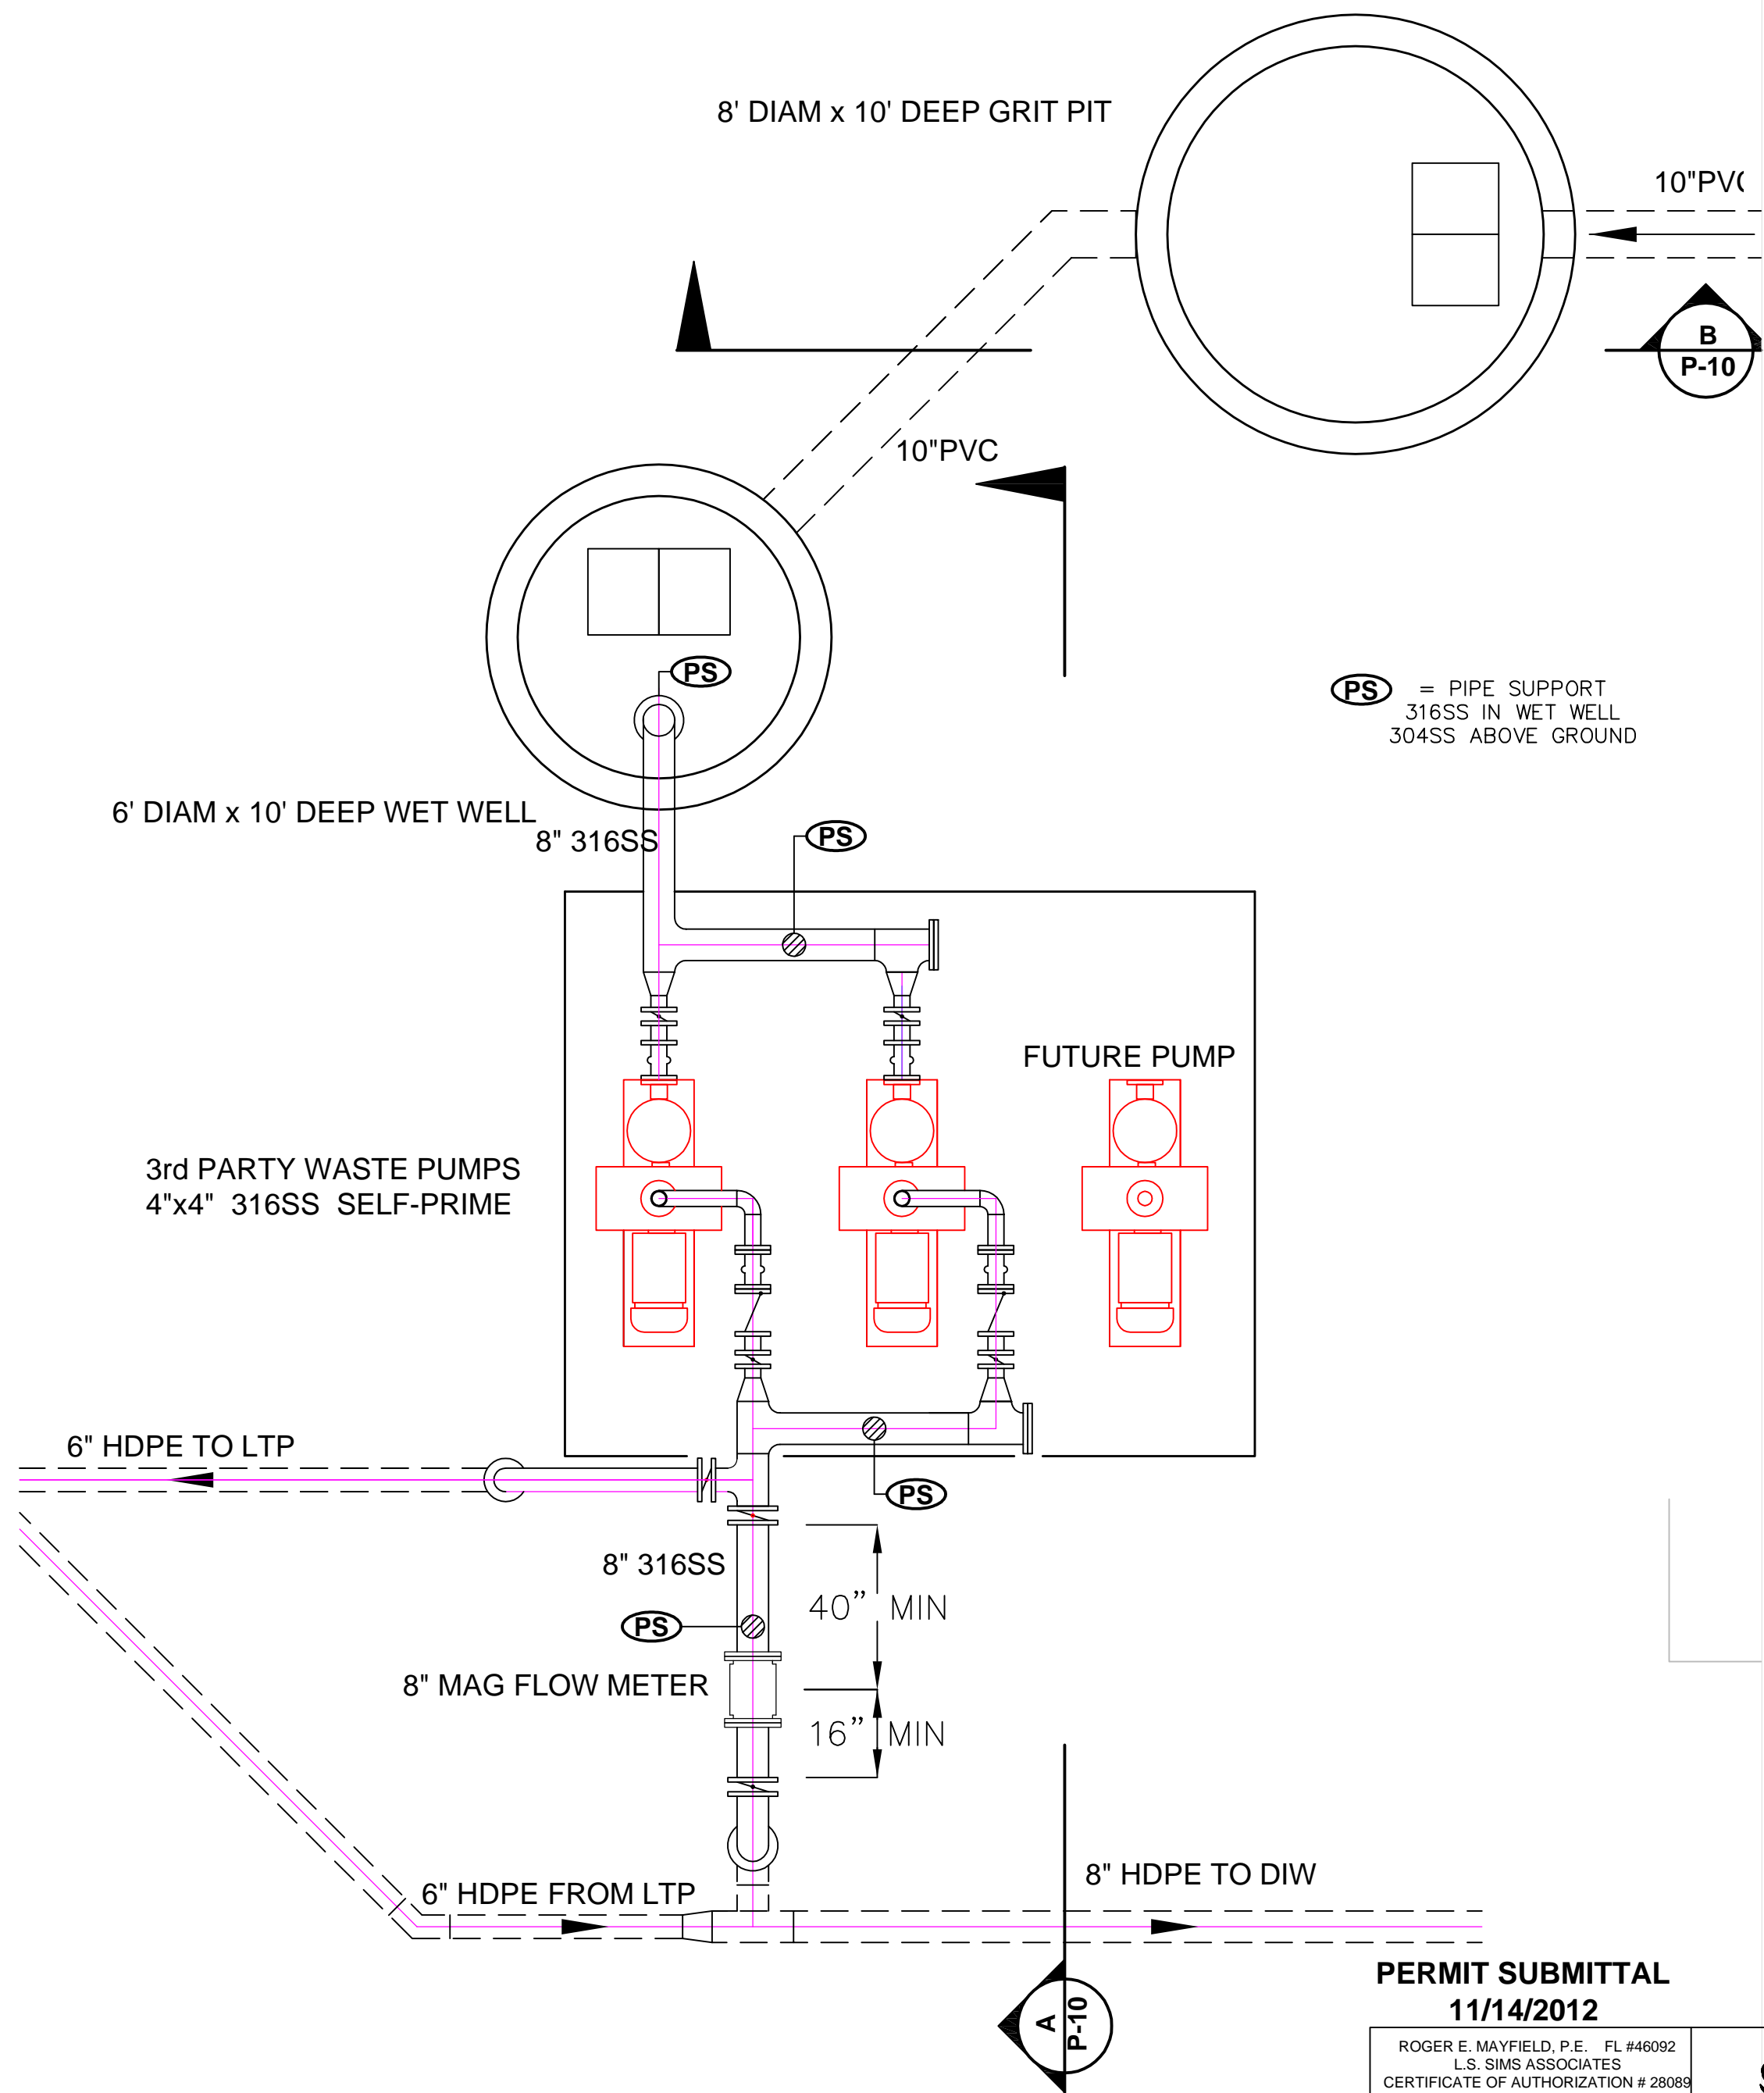 8' DIAM x 10' DEEP GRIT PIT
10"PVC
B
P-10
10"PVC
PS
PS = PIPE SUPPORT
316SS IN WET WELL
304SS ABOVE GROUND
6' DIAM x 10' DEEP WET WELL
8" 316SS
PS
FUTURE PUMP
3rd PARTY WASTE PUMPS
4"x4" 316SS SELF-PRIME
6" HDPE TO LTP
PS
8" 316SS
40” MIN
PS
8" MAG FLOW METER
16” MIN
6" HDPE FROM LTP
8" HDPE TO DIW
A
P-10
PERMIT SUBMITTAL
11/14/2012
ROGER E. MAYFIELD, P.E. FL #46092
L.S. SIMS ASSOCIATES
CERTIFICATE OF AUTHORIZATION # 28089